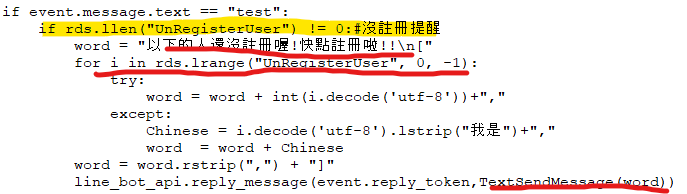 if event.message.text == "test":
    if rds.llen("UnRegisterUser") != 0:#沒註冊提醒
        word = "以下的人還沒註冊喔!快點註冊啦!!\n["
        for i in rds.lrange("UnRegisterUser", 0, -1):
            try:
                word = word + int(i.decode('utf-8'))+","
            except:
                Chinese = i.decode('utf-8').lstrip("我是")+","
                word  = word + Chinese
        word = word.rstrip(",") + "]"
        line_bot_api.reply_message(event.reply_token,TextSendMessage(word))